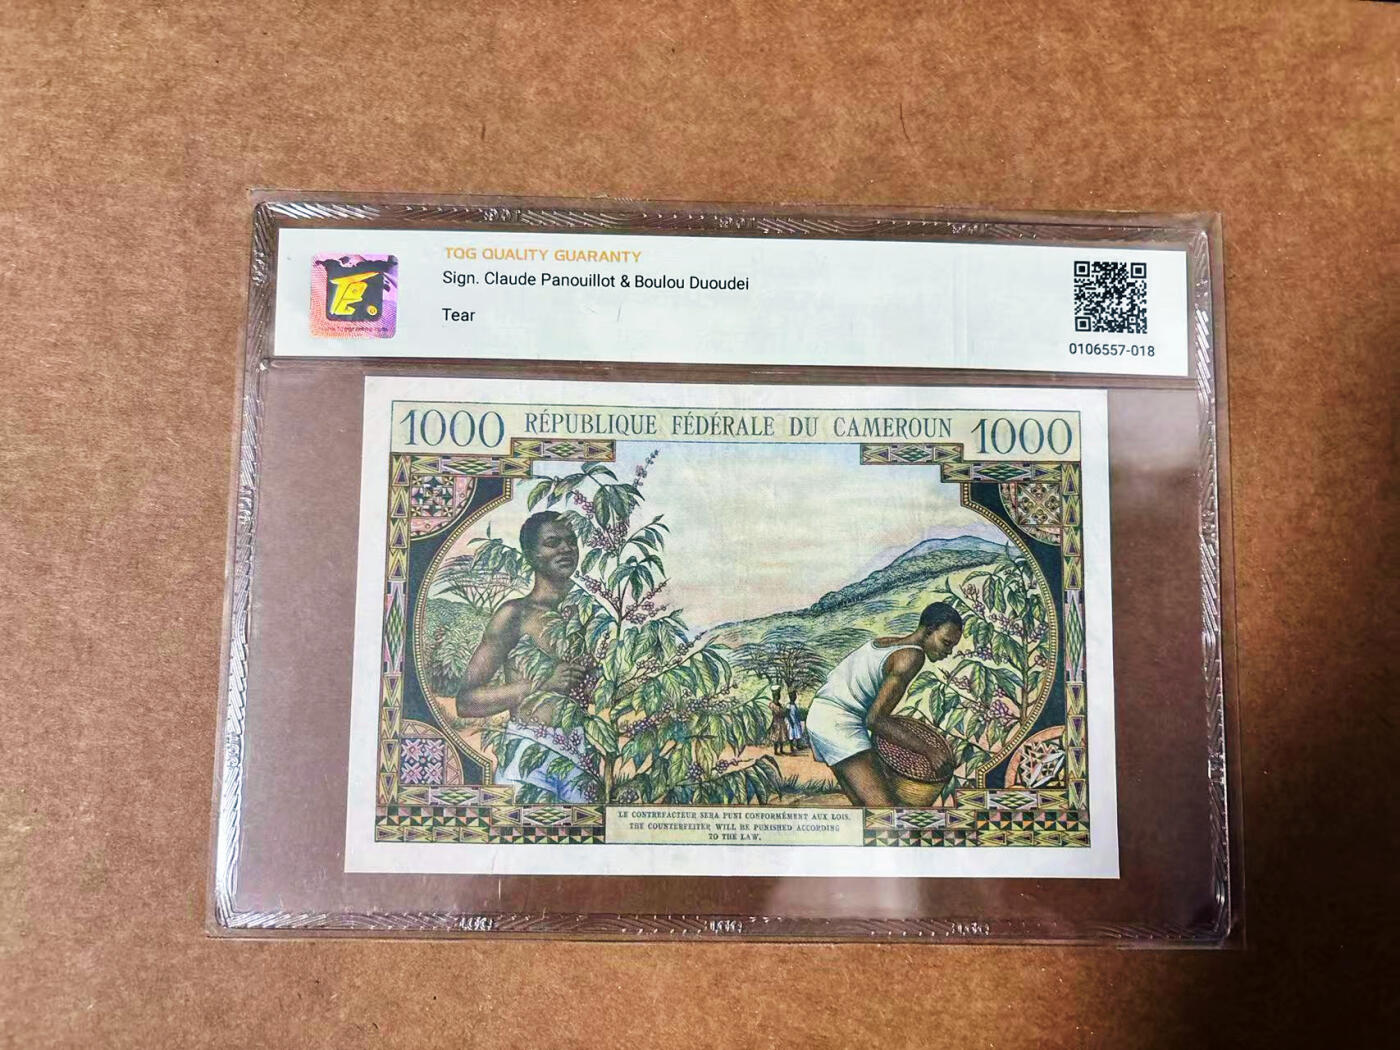 TQG QUALITY GUARANTY
Sign. Claude Panouillot & Boulou Duoudei
Tear
0106557-018
1000 RÉPUBLIQUE FÉDÉRALE DU CAMEROUN 1000
LE CONTREFACTEUR SERA PUNI CONFORMÉMENT AUX LOIS.
THE COUNTERFEITER WILL BE PUNISHED ACCORDING
TO THE LAW.